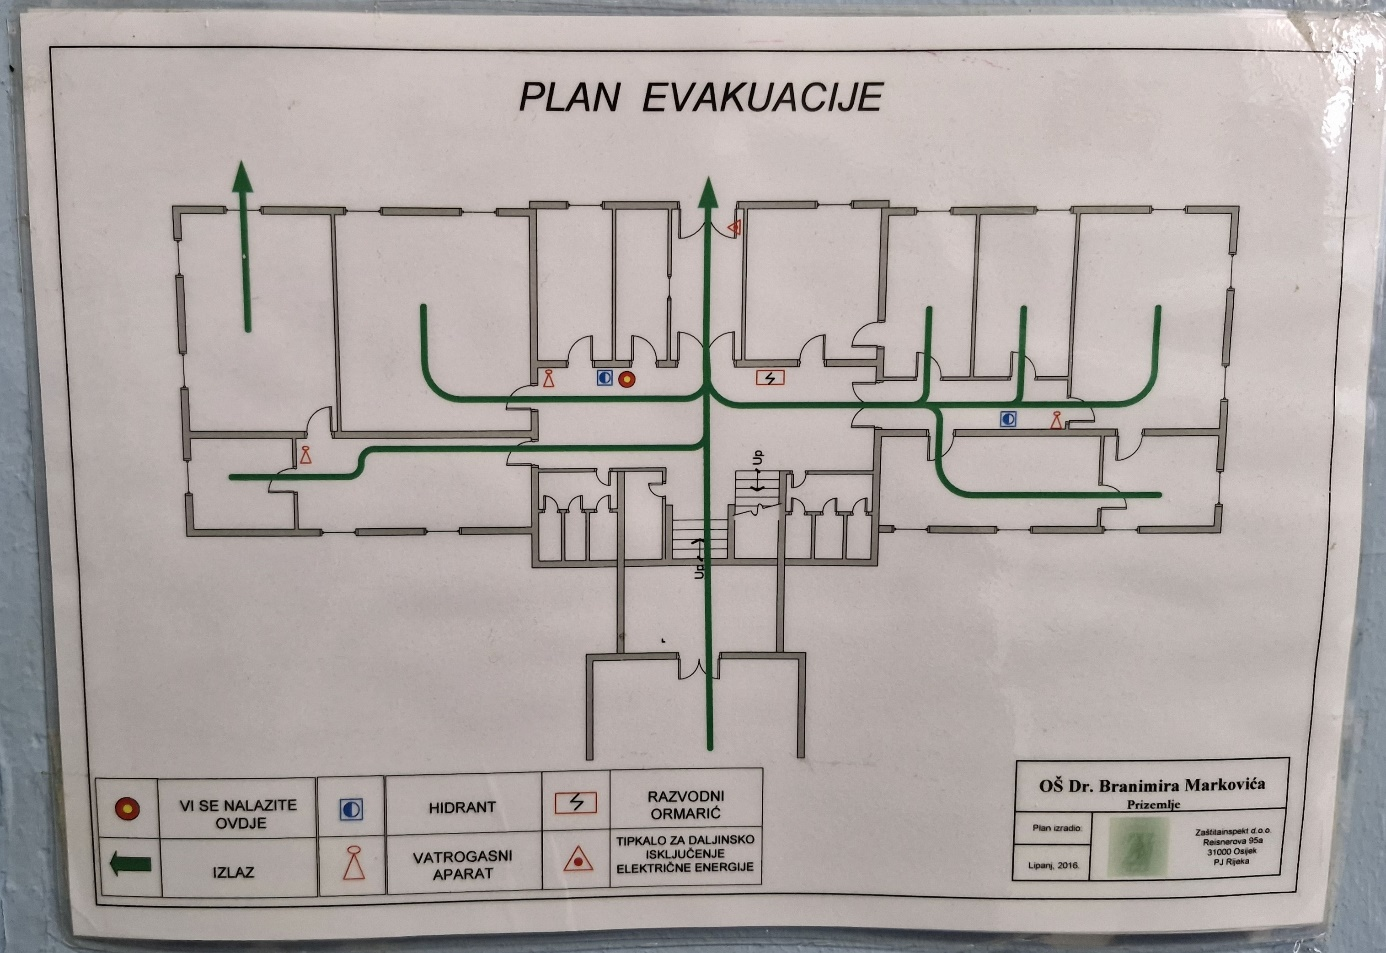 PLAN EVAKUACIJE
Up
Up
VI SE NALAZITE
OVDJE
HIDRANT
RAZVODNI
ORMARIĆ
IZLAZ
VATROGASNI
APARAT
TIPKALO ZA DALJINSKO
ISKLJUČENJE
ELEKTRIČNE ENERGIJE
OŠ Dr. Branimira Markovića
Prizemlje
Plan izradio:
Zaštitainspekt d.o.o.
Reisnerova 95a
31000 Osijek
PJ Rijeka
Lipanj, 2016.